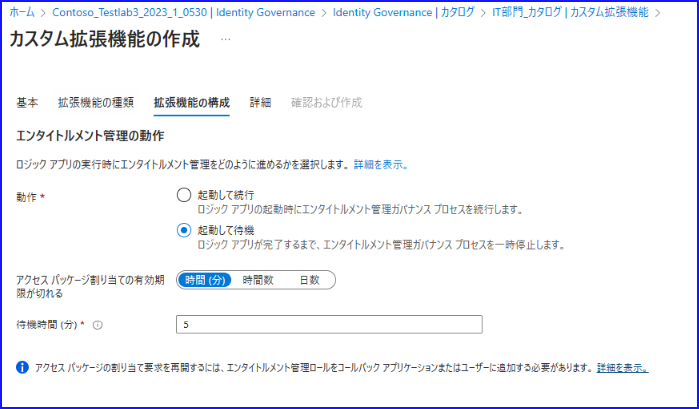 ホーム > Contoso_Testlab3_2023_1_0530 | Identity Governance > Identity Governance | カタログ > IT部門_カタログ | カスタム拡張機能 >
カスタム拡張機能の作成 ...
基本 拡張機能の種類 拡張機能の構成 詳細 確認および作成
エンタイトルメント管理の動作
ロジック アプリの実行時にエンタイトルメント管理をどのように進めるかを選択します。 詳細を表示。
動作 * 起動して続行
ロジック アプリの起動時にエンタイトルメント管理ガバナンス プロセスを続行します。
起動して待機
ロジック アプリが完了するまで、エンタイトルメント管理ガバナンス プロセスを一時停止します。
アクセス パッケージ割り当ての有効期 時間 (分) 時間数 日数
限が切れる
待機時間 (分) * 5
アクセス パッケージの割り当て要求を再開するには、エンタイトルメント管理ロールをコールバック アプリケーションまたはユーザーに追加する必要があります。 詳細を表示。